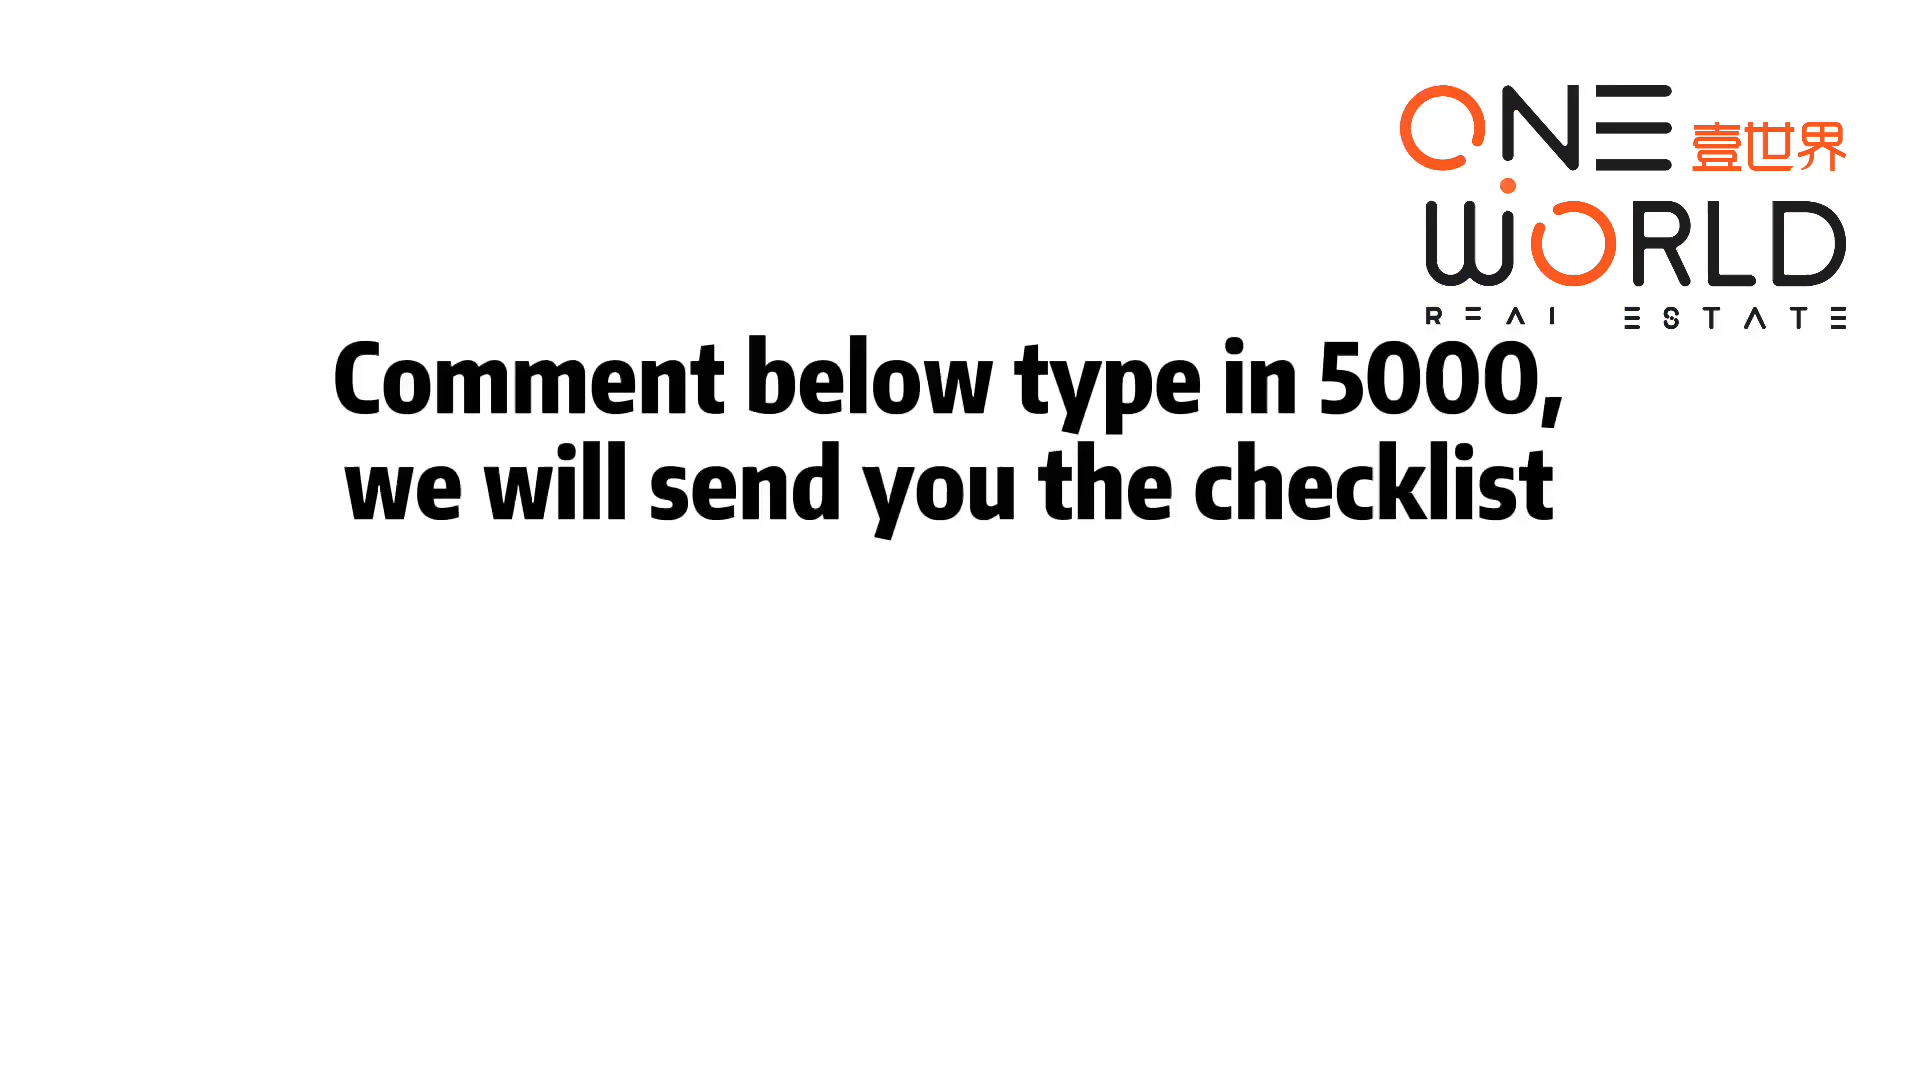 ONE 壹世界
WORLD
REAL ESTATE
Comment below type in 5000,
we will send you the checklist